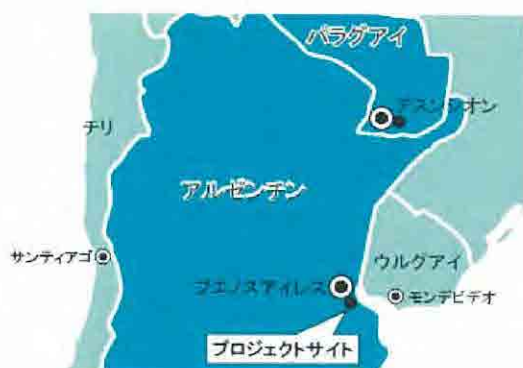 パラグアイ
アスンシオン
チリ
アルゼンチン
サンティアゴ
ウルグアイ
ブエノスアイレス
モンテビデオ
プロジェクトサイト